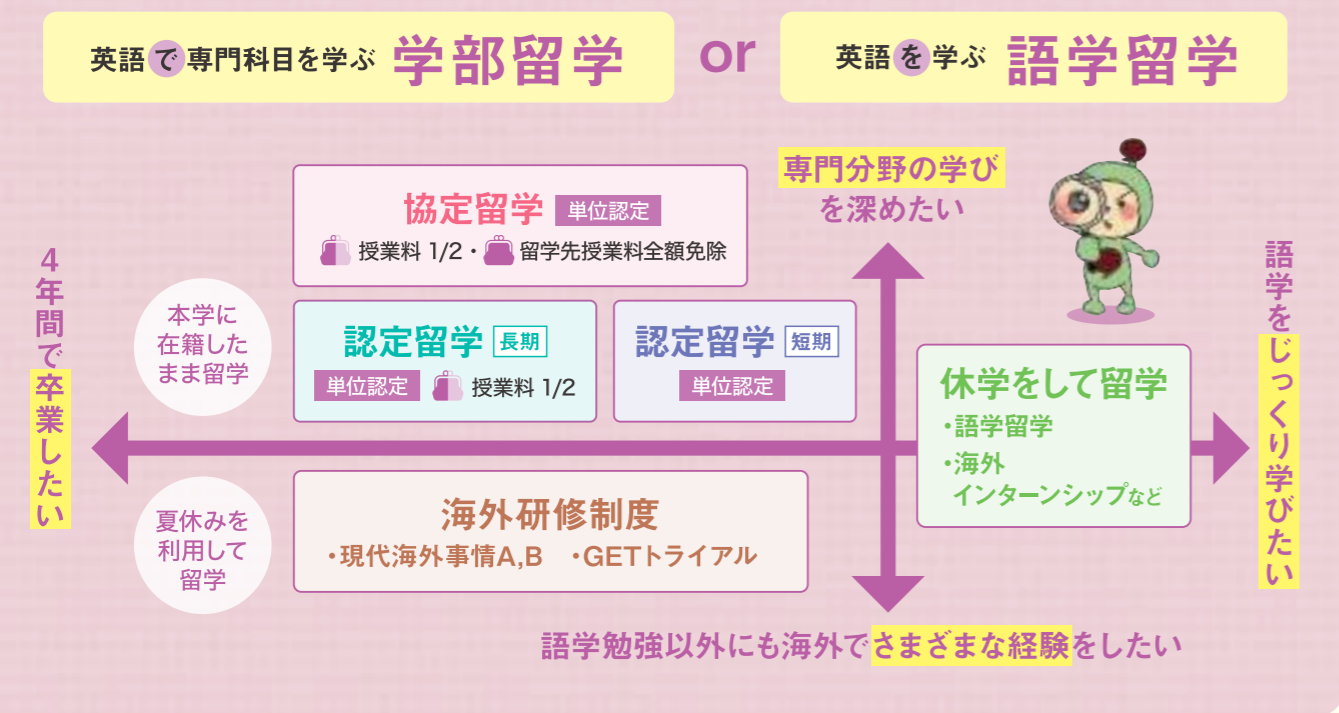 英語で専門科目を学ぶ 学部留学 or 英語を学ぶ 語学留学
専門分野の学び
を深めたい
協定留学 単位認定
授業料 1/2・留学先授業料全額免除
4年間で卒業したい
本学に
在籍した
まま留学
認定留学 長期
単位認定 授業料 1/2
認定留学 短期
単位認定
語学をじっくり学びたい
休学をして留学
・語学留学
・海外
インターンシップなど
夏休みを
利用して
留学
海外研修制度
・現代海外事情A,B ・GETトライアル
語学勉強以外にも海外でさまざまな経験をしたい